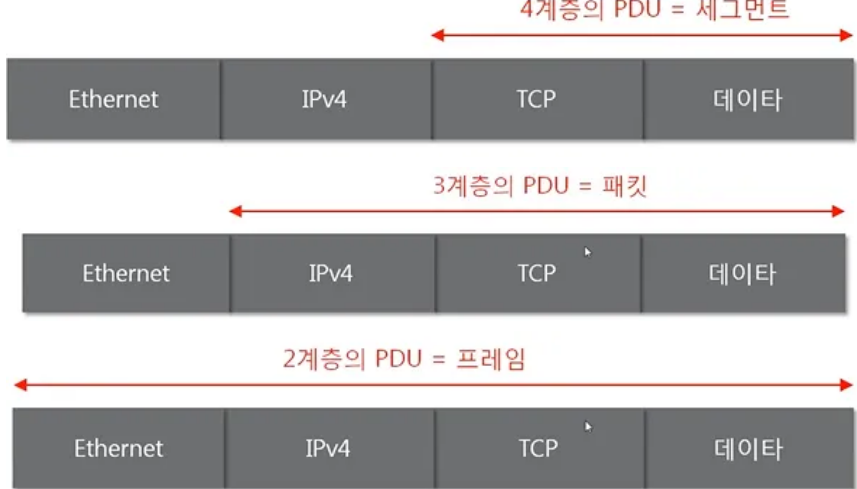 4계층의 PDU = 세그먼트
Ethernet IPv4 TCP 데이타
3계층의 PDU = 패킷
Ethernet IPv4 TCP 데이타
2계층의 PDU = 프레임
Ethernet IPv4 TCP 데이타